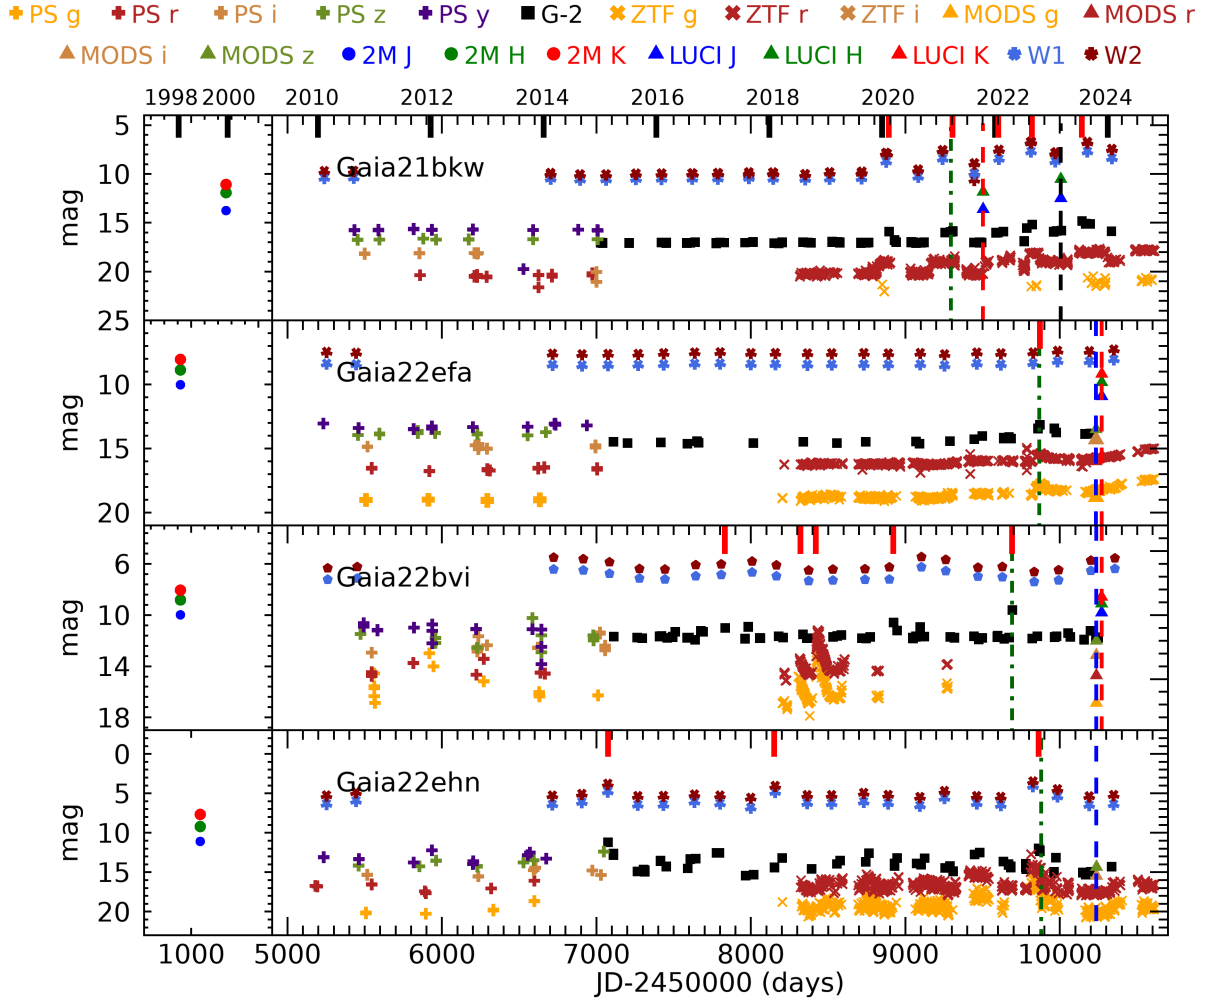 PS g PS r PS i PS z PS y G-2 ZTF g ZTF r ZTF i MODS g MODS r
MODS i MODS z 2M J 2M H 2M K LUCI J LUCI H LUCI K W1 W2
1998 2000 2010 2012 2014 2016 2018 2020 2022 2024
5
10
15
20
25
mag
Gaia21bkw
5
10
15
20
mag
Gaia22efa
6
10
14
18
mag
Gaia22bvi
0
5
10
15
20
mag
Gaia22ehn
1000 5000 6000 7000 8000 9000 10000
JD-2450000 (days)